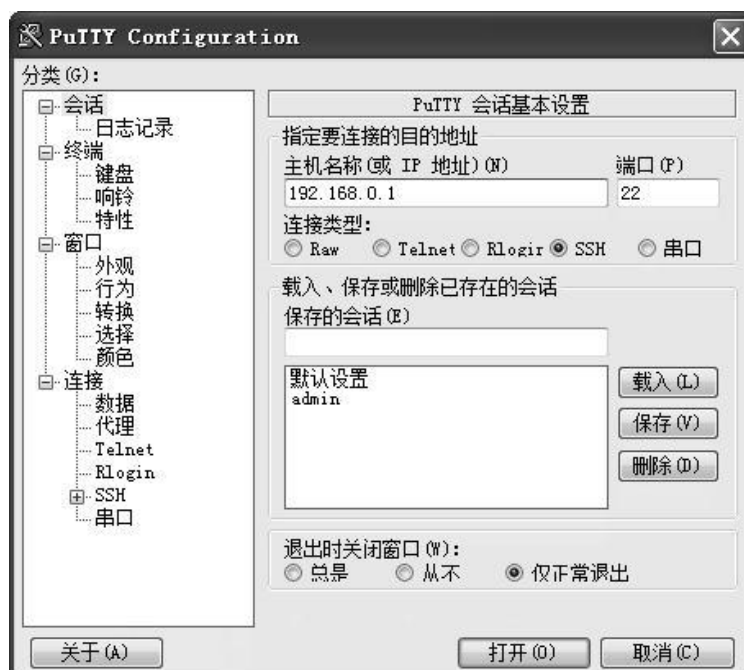 PuTTY Configuration
分类(G):
会话
日志记录
终端
键盘
响铃
特性
窗口
外观
行为
转换
选择
颜色
连接
数据
代理
Telnet
Rlogin
SSH
串口
PuTTY 会话基本设置
指定要连接的目的地址
主机名称(或 IP 地址)(N) 端口(P)
192.168.0.1 22
连接类型:
Raw Telnet Rlogir SSH 串口
载入、保存或删除已存在的会话
保存的会话(E)
默认设置
admin
载入(L)
保存(V)
删除(D)
退出时关闭窗口(W):
总是 从不 仅正常退出
关于(A) 打开(O) 取消(C)